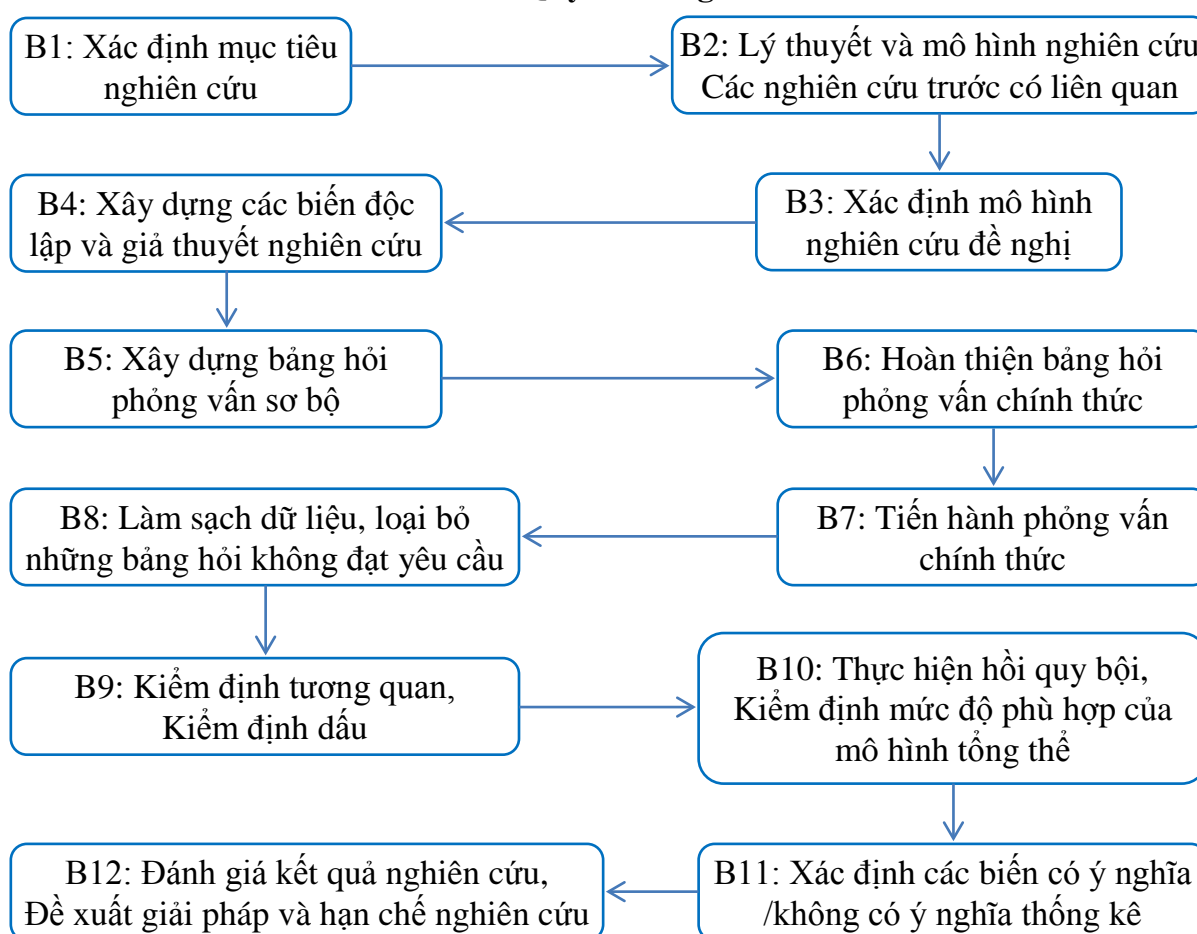 B1: Xác định mục tiêu
nghiên cứu
B2: Lý thuyết và mô hình nghiên cứu
Các nghiên cứu trước có liên quan
B3: Xác định mô hình
nghiên cứu đề nghị
B4: Xây dựng các biến độc
lập và giả thuyết nghiên cứu
B5: Xây dựng bảng hỏi
phỏng vấn sơ bộ
B6: Hoàn thiện bảng hỏi
phỏng vấn chính thức
B7: Tiến hành phỏng vấn
chính thức
B8: Làm sạch dữ liệu, loại bỏ
những bảng hỏi không đạt yêu cầu
B9: Kiểm định tương quan,
Kiểm định dấu
B10: Thực hiện hồi quy bội,
Kiểm định mức độ phù hợp của
mô hình tổng thể
B11: Xác định các biến có ý nghĩa
/không có ý nghĩa thống kê
B12: Đánh giá kết quả nghiên cứu,
Đề xuất giải pháp và hạn chế nghiên cứu